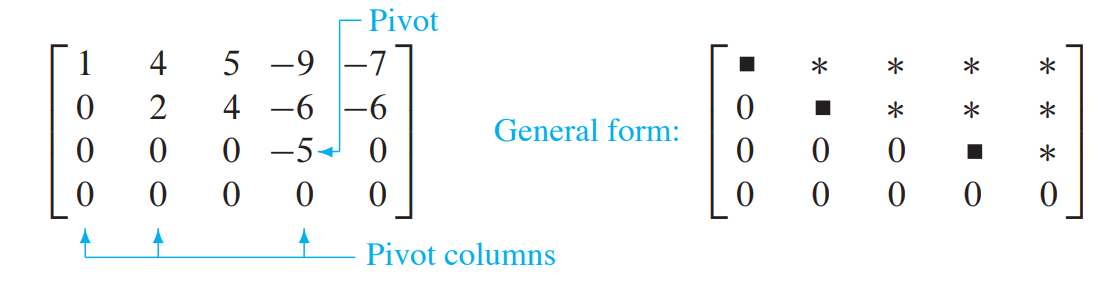 Pivot
1 4 5 −9 −7
0 2 4 −6 −6
0 0 0 −5 0
0 0 0 0 0
Pivot columns
General form:
■ * * * *
0 ■ * * *
0 0 0 ■ *
0 0 0 0 0